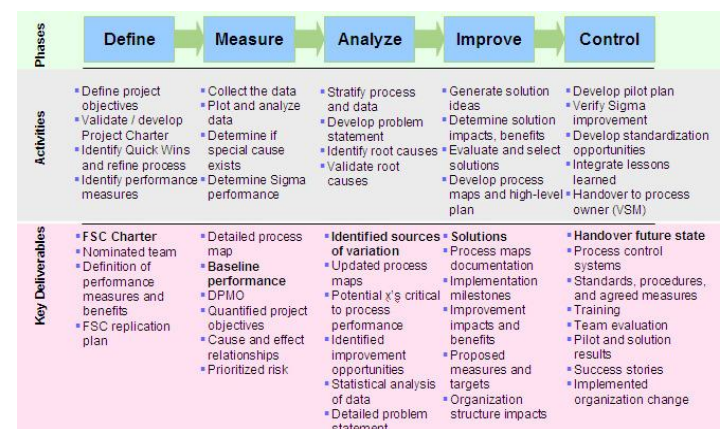 Phases
Define
Measure
Analyze
Improve
Control
Activities
▪ Define project
objectives
▪ Validate / develop
Project Charter
▪ Identify Quick Wins
and refine process
▪ Identify performance
measures
▪ Collect the data
▪ Plot and analyze
data
▪ Determine if
special cause
exists
▪ Determine Sigma
performance
▪ Stratify process
and data
▪ Develop problem
statement
▪ Identify root causes
▪ Validate root
causes
▪ Generate solution
ideas
▪ Determine solution
impacts, benefits
▪ Evaluate and select
solutions
▪ Develop process
maps and high-level
plan
▪ Develop pilot plan
▪ Verify Sigma
improvement
▪ Develop standardization
opportunities
▪ Integrate lessons
learned
▪ Handover to process
owner (VSM)
Key Deliverables
▪ FSC Charter
▪ Nominated team
▪ Definition of
performance
measures and
benefits
▪ FSC replication
plan
▪ Detailed process
map
▪ Baseline
performance
▪ DPMO
▪ Quantified project
objectives
▪ Cause and effect
relationships
▪ Prioritized risk
▪ Identified sources
of variation
▪ Updated process
maps
▪ Potential x's critical
to process
performance
▪ Identified
improvement
opportunities
▪ Statistical analysis
of data
▪ Detailed problem
statement
▪ Solutions
▪ Process maps
documentation
▪ Implementation
milestones
▪ Improvement
impacts and
benefits
▪ Proposed
measures and
targets
▪ Organization
structure impacts
▪ Handover future state
▪ Process control
systems
▪ Standards, procedures,
and agreed measures
▪ Training
▪ Team evaluation
▪ Pilot and solution
results
▪ Success stories
▪ Implemented
organization change